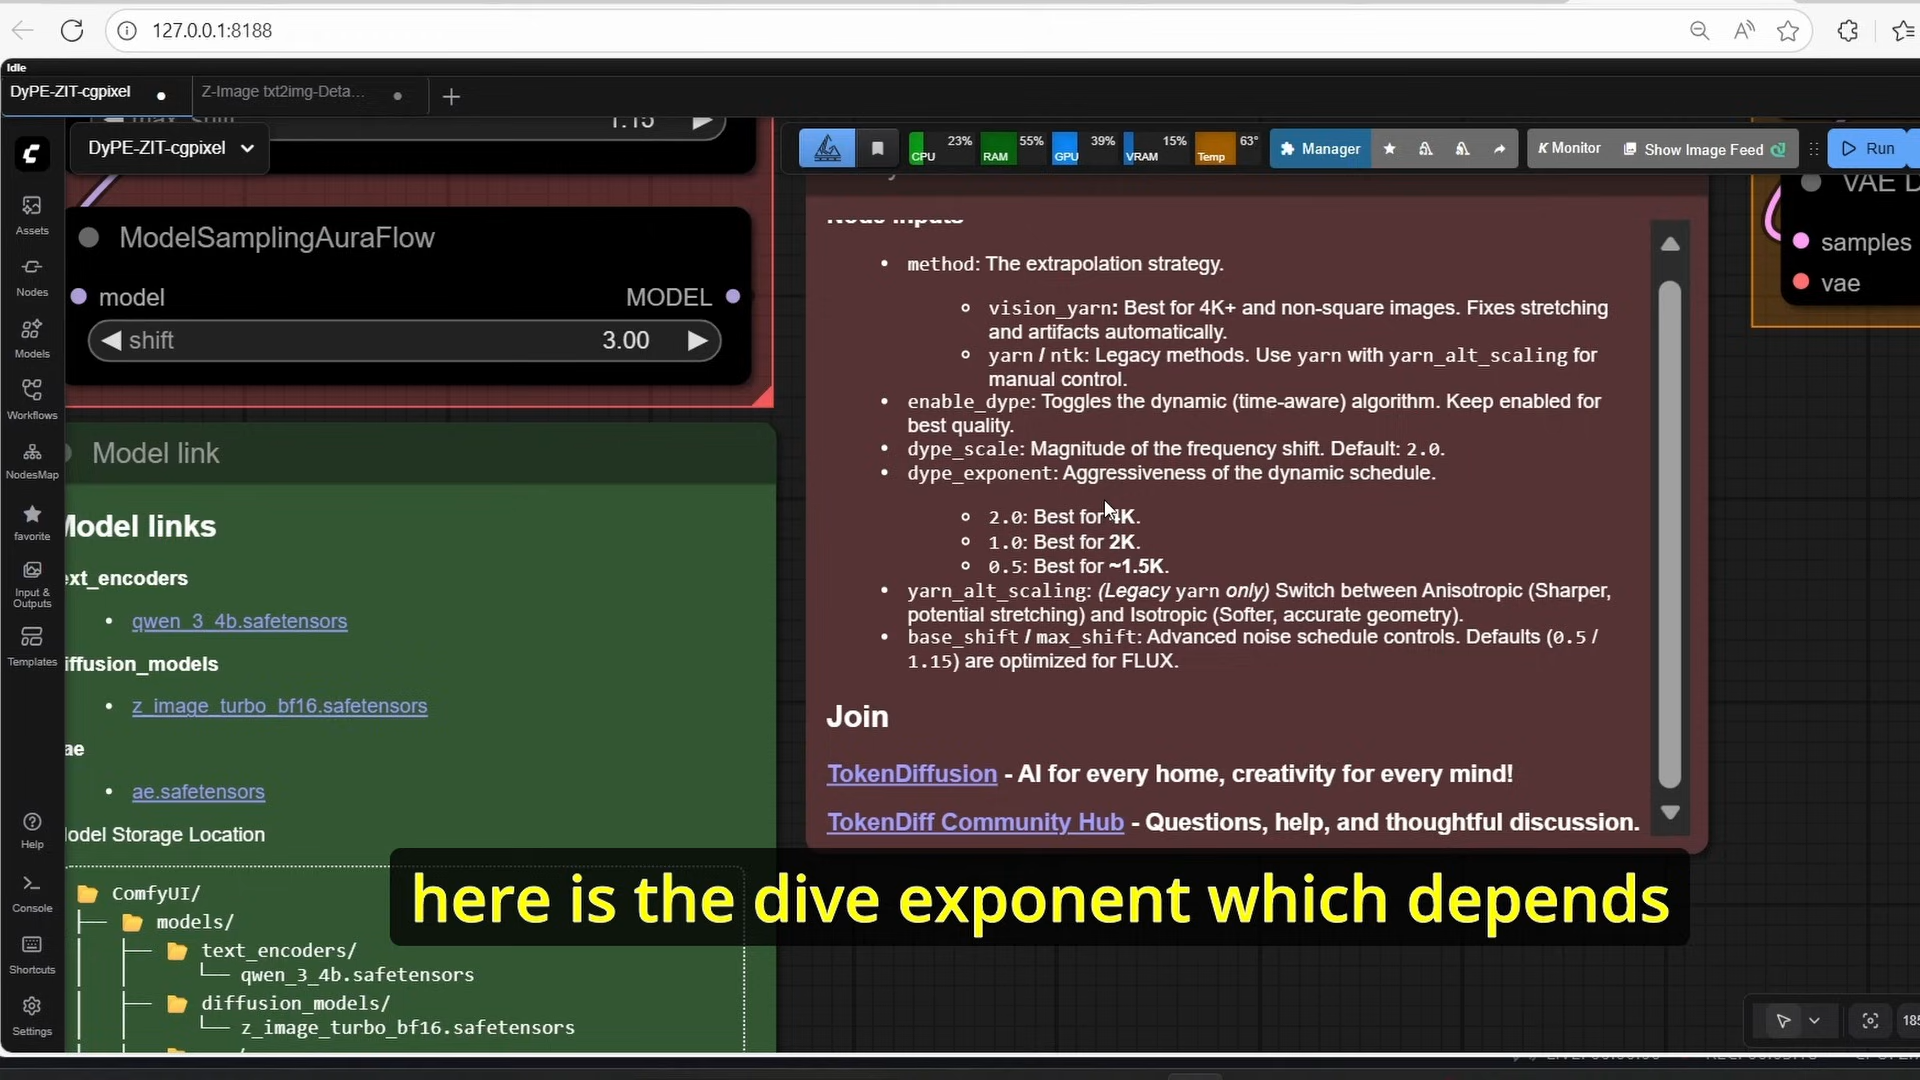 127.0.0.1:8188
Idle
DyPE-ZIT-cgpixel
Z-Image txt2img-Deta...
DyPE-ZIT-cgpixel
1.15
CPU 23%
RAM 55%
GPU 39%
VRAM 15%
Temp 63°
Manager
Monitor
Show Image Feed
Run
Assets
Nodes
Models
Workflows
NodesMap
favorite
Input & Outputs
Templates
Help
Console
Shortcuts
Settings
ModelSamplingAuraFlow
model MODEL
shift 3.00
Model link
Model links
ext_encoders
qwen_3_4b.safetensors
iffusion_models
z_image_turbo_bf16.safetensors
ae
ae.safetensors
odel Storage Location
ComfyUI/
models/
text_encoders/
qwen_3_4b.safetensors
diffusion_models/
z_image_turbo_bf16.safetensors
Node Inputs
method: The extrapolation strategy.
vision_yarn: Best for 4K+ and non-square images. Fixes stretching
and artifacts automatically.
yarn / ntk: Legacy methods. Use yarn with yarn_alt_scaling for
manual control.
enable_dype: Toggles the dynamic (time-aware) algorithm. Keep enabled for
best quality.
dype_scale: Magnitude of the frequency shift. Default: 2.0.
dype_exponent: Aggressiveness of the dynamic schedule.
2.0: Best for 4K.
1.0: Best for 2K.
0.5: Best for ~1.5K.
yarn_alt_scaling: (Legacy yarn only) Switch between Anisotropic (Sharper,
potential stretching) and Isotropic (Softer, accurate geometry).
base_shift / max_shift: Advanced noise schedule controls. Defaults (0.5 /
1.15) are optimized for FLUX.
Join
TokenDiffusion - AI for every home, creativity for every mind!
TokenDiff Community Hub - Questions, help, and thoughtful discussion.
VAE D
samples
vae
185
here is the dive exponent which depends